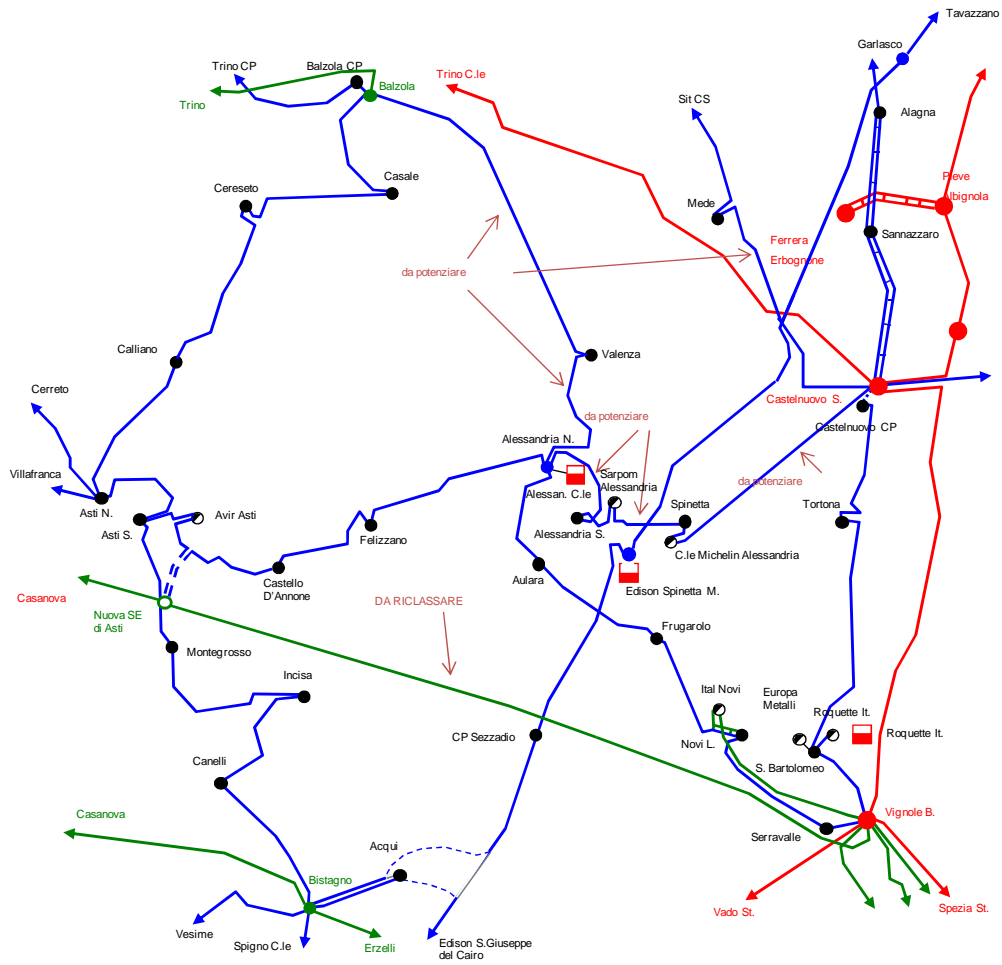 Tavazzano
Garlasco
Trino CP
Balzola CP
Trino C.le
Balzola
Trino
Sit CS
Alagna
Pieve
Albignola
Casale
Cereseto
Mede
Sannazzaro
Ferrera
Erbognone
da potenziare
Calliano
Valenza
Cerreto
Castelnuovo S.
Castelnuovo CP
da potenziare
Alessandria N.
Villafranca
Sarpom
Alessandria
da potenziare
Alessan. C.le
Asti N.
Avir Asti
Spinetta
Tortona
Asti S.
Felizzano
Alessandria S.
C.le Michelin Alessandria
Castello
D'Annone
Aulara
Edison Spinetta M.
Casanova
DA RICLASSARE
Nuova SE
di Asti
Frugarolo
Montegrosso
Incisa
Ital Novi
Europa
Metalli
Roquette It.
Roquette It.
CP Sezzadio
Novi L.
S. Bartolomeo
Canelli
Casanova
Vignole B.
Serravalle
Acqui
Bistagno
Vado St.
Spezia St.
Vesime
Spigno C.le
Erzelli
Edison S.Giuseppe
del Cairo